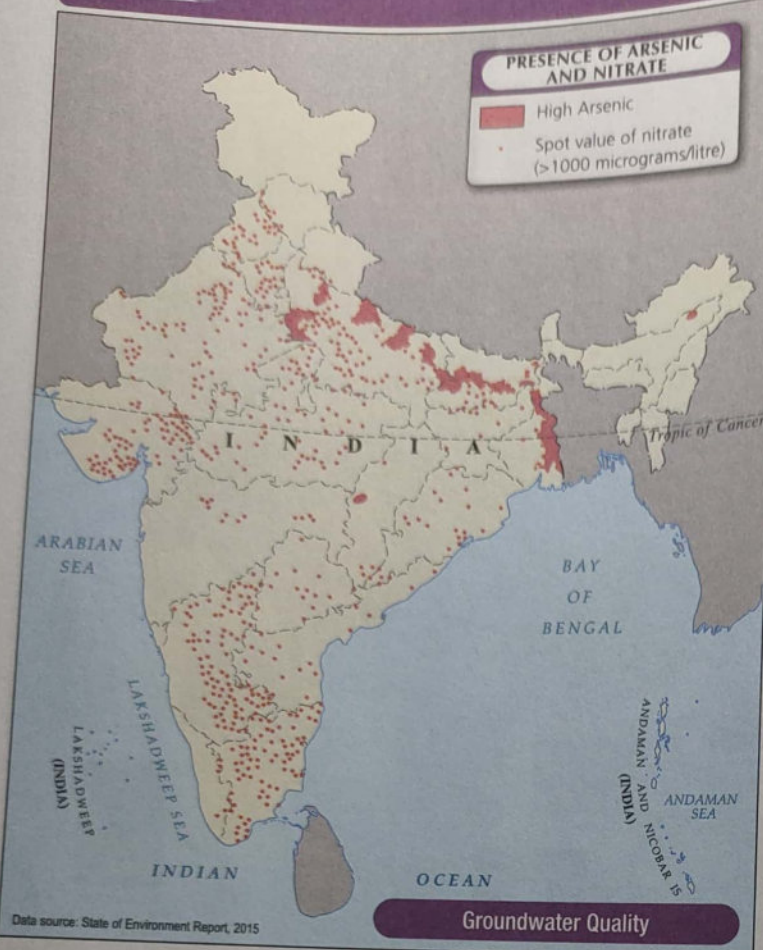 PRESENCE OF ARSENIC
AND NITRATE
High Arsenic
Spot value of nitrate
(>1000 micrograms/litre)
Tropic of Cancer
I N D I A
ARABIAN
SEA
BAY
OF
BENGAL
LAKSHADWEEP SEA
LAKSHADWEEP
(INDIA)
ANDAMAN AND NICOBAR IS
(INDIA)
ANDAMAN
SEA
INDIAN OCEAN
Data source: State of Environment Report, 2015
Groundwater Quality